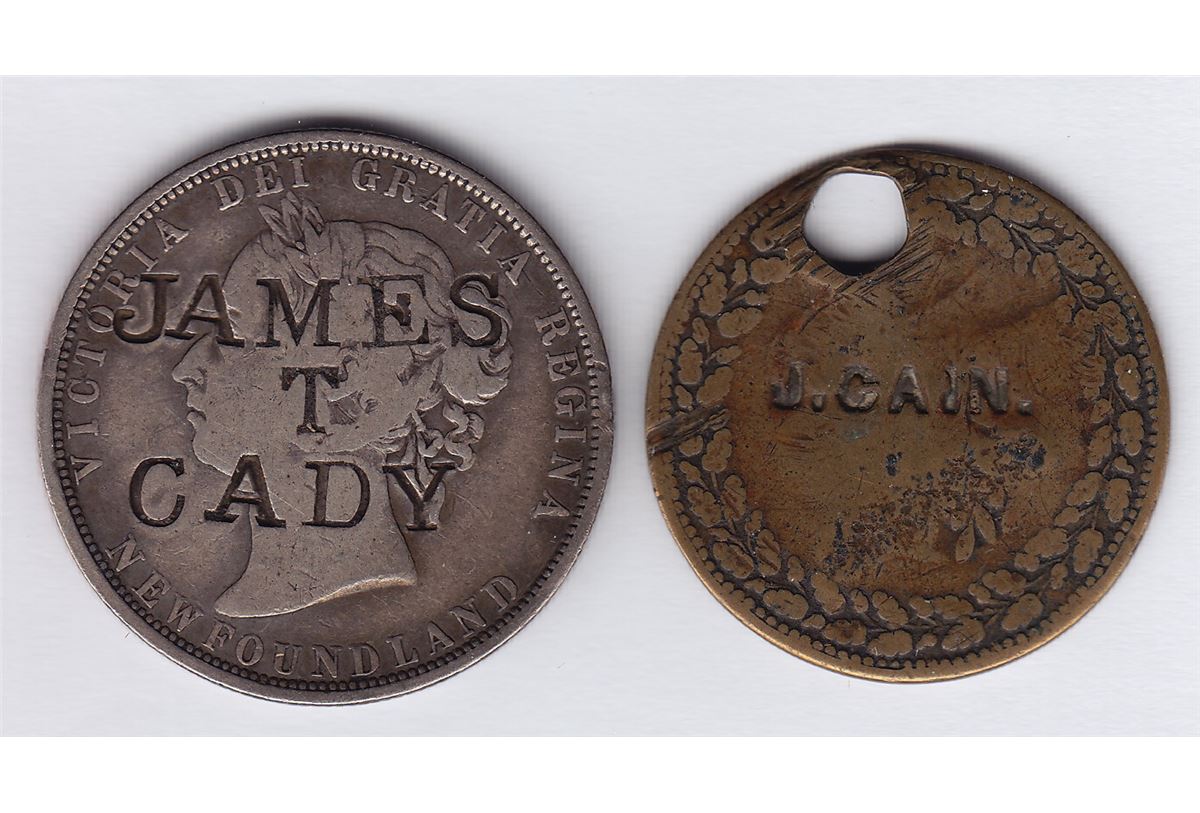 VICTORIA DEI GRATIA REGINA
NEWFOUNDLAND
JAMES
T
CADY
J.CAIN.